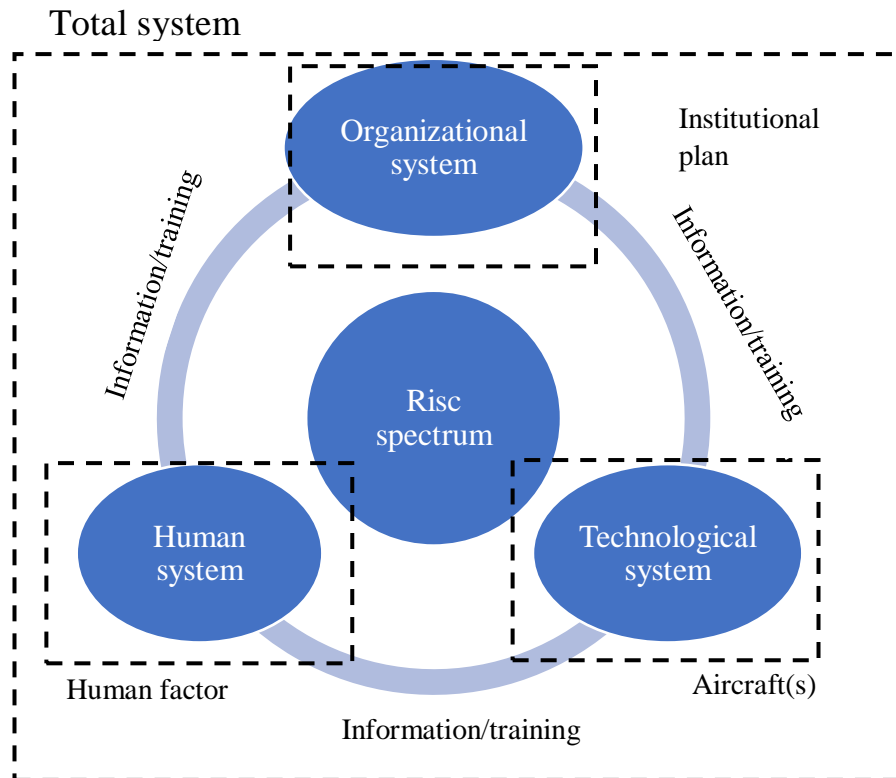 Total system
Organizational
system
Institutional
plan
Information/training
Information/training
Risc
spectrum
Human
system
Technological
system
Human factor
Aircraft(s)
Information/training